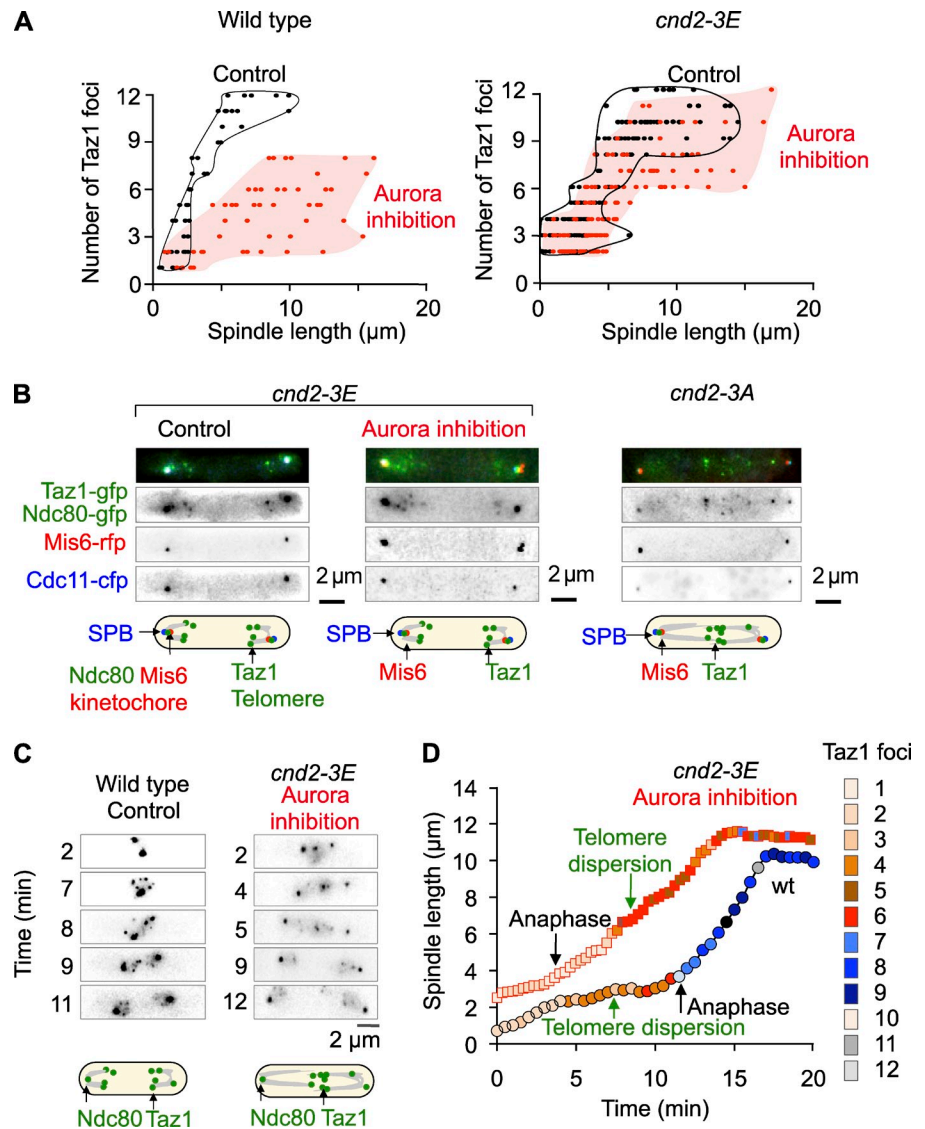 A
Wild type
cnd2-3E
Control
Control
Number of Taz1 foci
12
9
6
3
0
Aurora
inhibition
0
10
20
Spindle length (µm)
Number of Taz1 foci
12
9
6
3
0
Aurora
inhibition
0
10
20
Spindle length (µm)
B
cnd2-3E
cnd2-3A
Control
Aurora inhibition
Taz1-gfp
Ndc80-gfp
Mis6-rfp
Cdc11-cfp
2 µm
2 µm
2 µm
SPB
SPB
SPB
Ndc80 Mis6
kinetochore
Taz1
Telomere
Mis6
Taz1
Mis6
Taz1
C
Wild type
Control
cnd2-3E
Aurora
inhibition
Time (min)
2
7
8
9
11
2
4
5
9
12
2 µm
Ndc80 Taz1
Ndc80 Taz1
D
cnd2-3E
Aurora inhibition
Taz1 foci
Spindle length (µm)
14
12
10
8
6
4
2
0
Telomere
dispersion
Anaphase
wt
Anaphase
Telomere dispersion
0
5
10
15
20
Time (min)
1
2
3
4
5
6
7
8
9
10
11
12